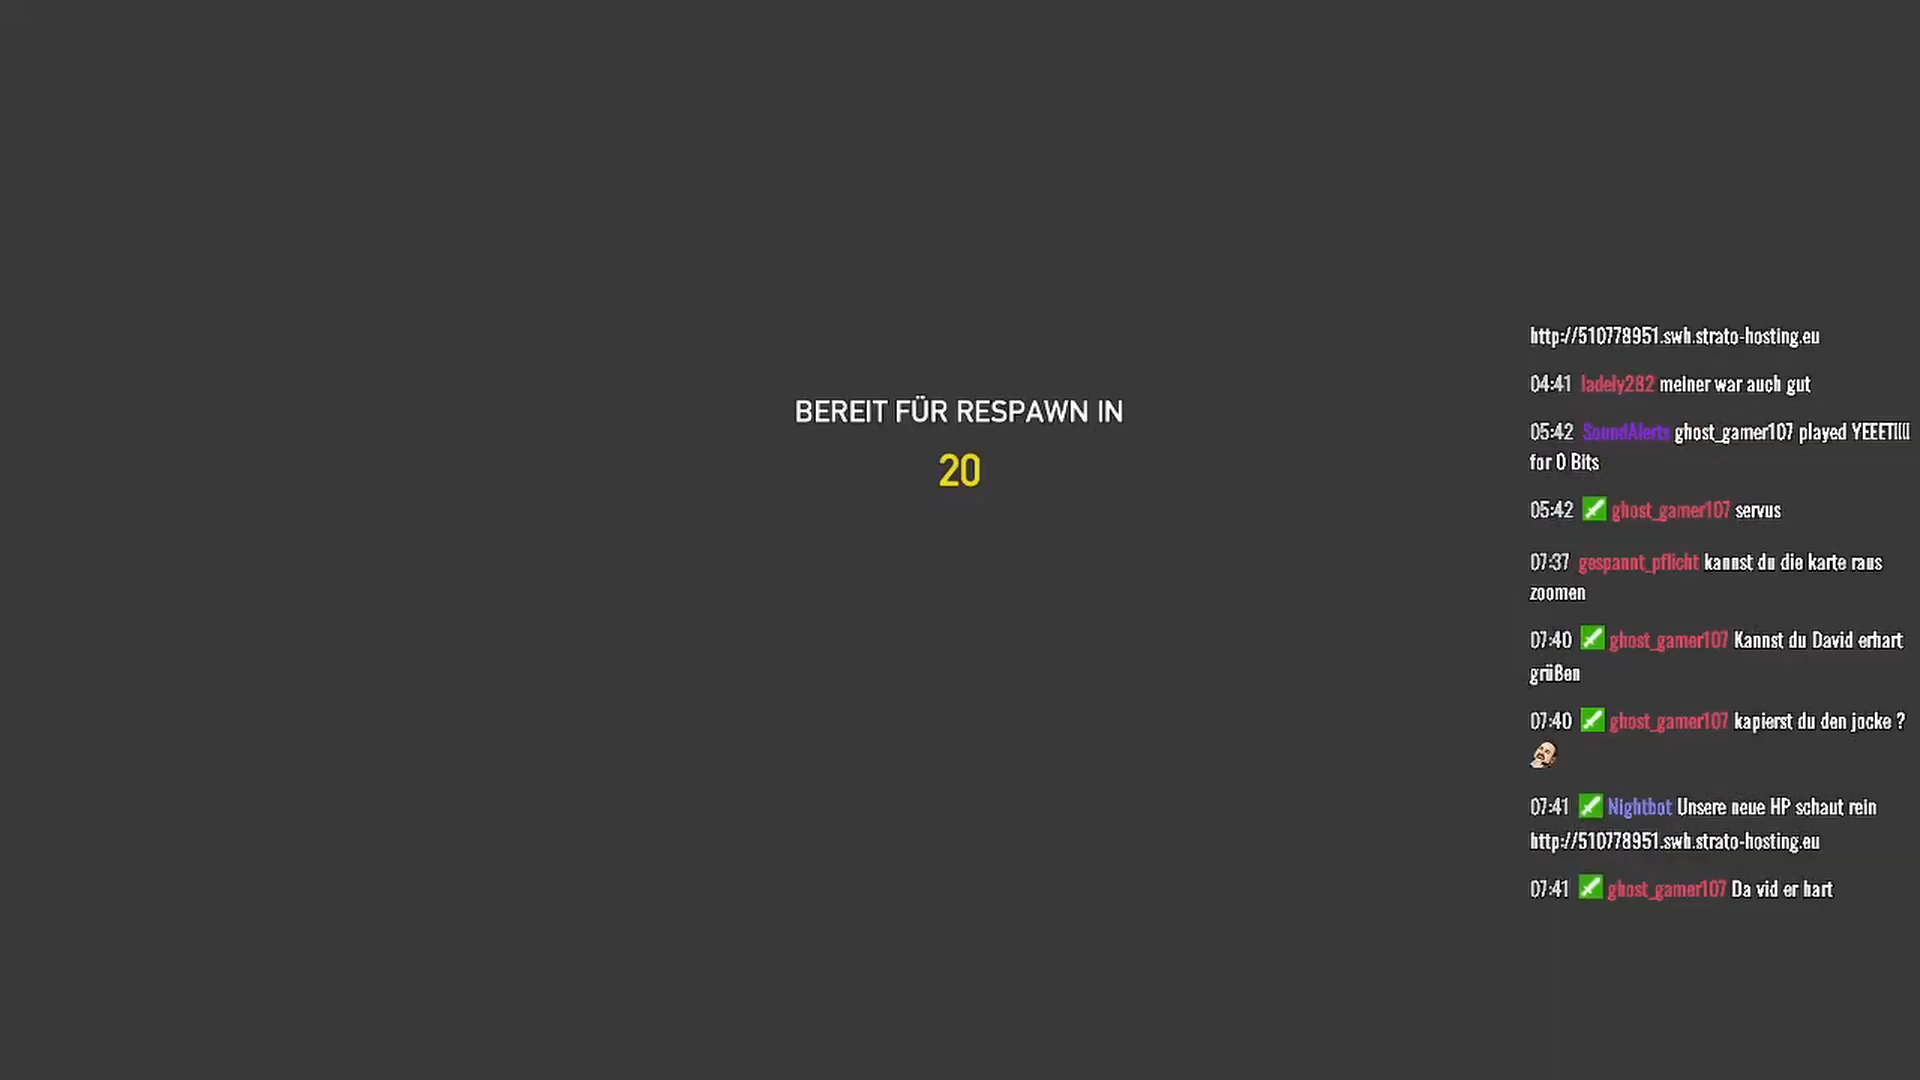 BEREIT FÜR RESPAWN IN
20
http://510778951.swh.strato-hosting.eu
04:41 ladely282 meiner war auch gut
05:42 SoundAlerts ghost_gamer107 played YEEET!!!!
for 0 Bits
05:42 ghost_gamer107 servus
07:37 gespannt_pflicht kannst du die karte raus
zoomen
07:40 ghost_gamer107 Kannst du David erhart
grüßen
07:40 ghost_gamer107 kapierst du den jocke ?
07:41 Nightbot Unsere neue HP schaut rein
http://510778951.swh.strato-hosting.eu
07:41 ghost_gamer107 Da vid er hart